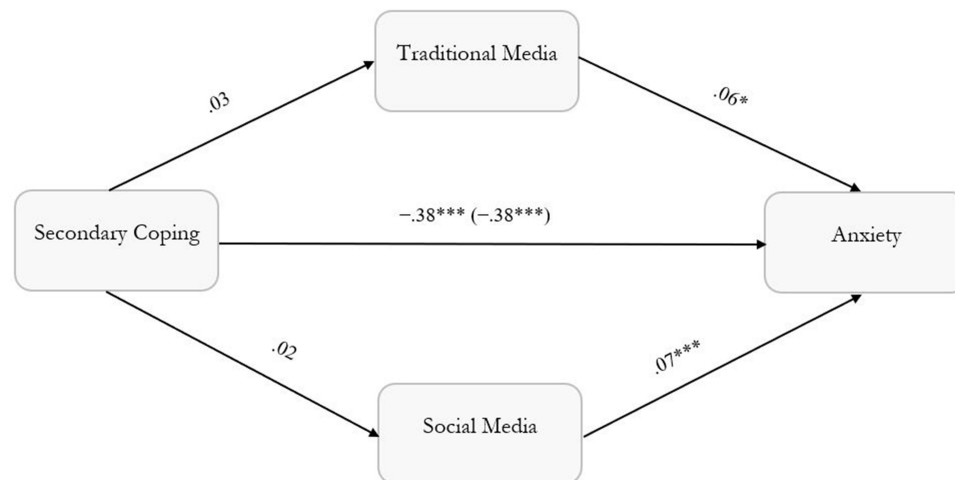 Traditional Media
.03
.06*
−.38*** (−.38***)
Secondary Coping
Anxiety
.02
.07***
Social Media